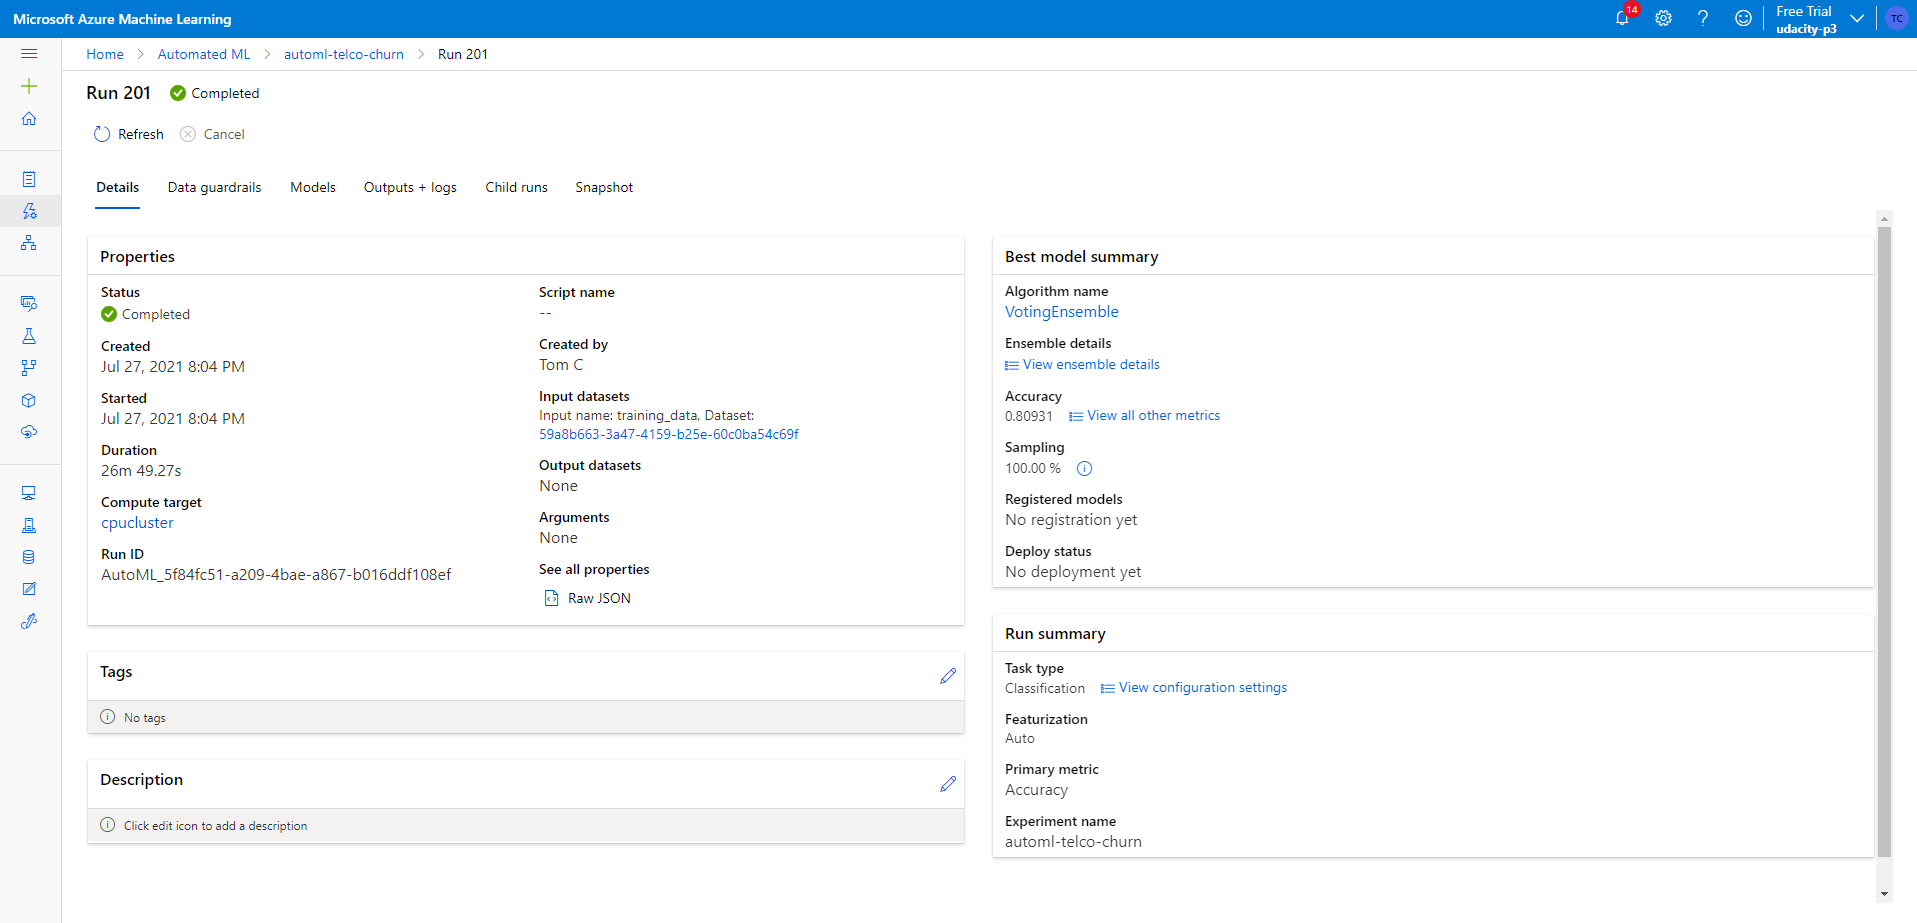 Microsoft Azure Machine Learning
14
Free Trial
udacity-p3
TC
Home > Automated ML > automl-telco-churn > Run 201
Run 201 Completed
Refresh Cancel
Details Data guardrails Models Outputs + logs Child runs Snapshot
Properties
Status
Completed
Created
Jul 27, 2021 8:04 PM
Started
Jul 27, 2021 8:04 PM
Duration
26m 49.27s
Compute target
cpucluster
Run ID
AutoML_5f84fc51-a209-4bae-a867-b016ddf108ef
Script name
--
Created by
Tom C
Input datasets
Input name: training_data, Dataset:
59a8b663-3a47-4159-b25e-60c0ba54c69f
Output datasets
None
Arguments
None
See all properties
Raw JSON
Tags
No tags
Description
Click edit icon to add a description
Best model summary
Algorithm name
VotingEnsemble
Ensemble details
View ensemble details
Accuracy
0.80931 View all other metrics
Sampling
100.00 %
Registered models
No registration yet
Deploy status
No deployment yet
Run summary
Task type
Classification View configuration settings
Featurization
Auto
Primary metric
Accuracy
Experiment name
automl-telco-churn